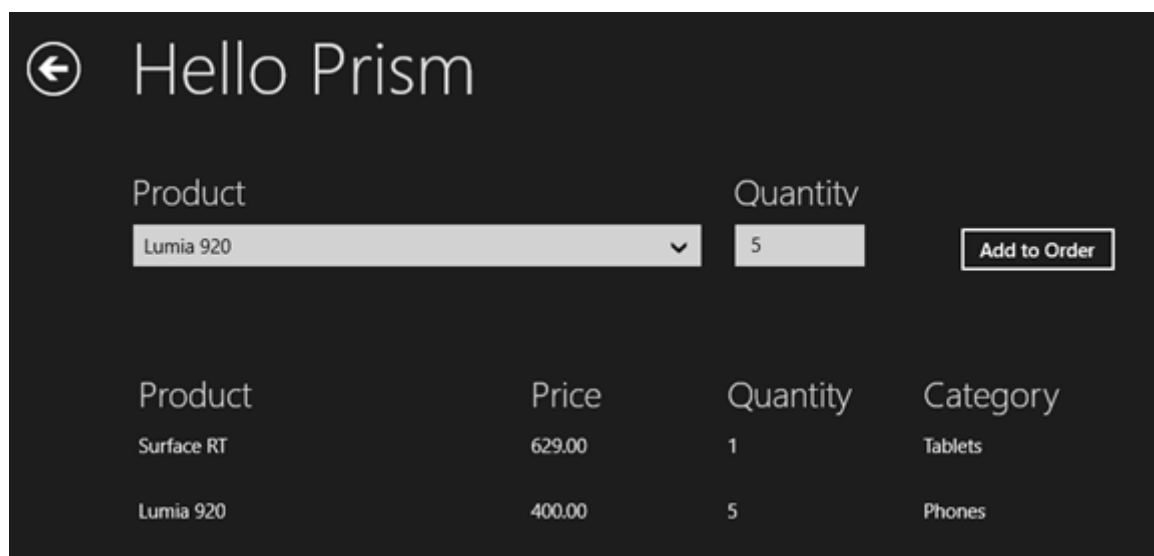 Hello Prism
Product Quantity
Lumia 920 5 Add to Order
Product Price Quantity Category
Surface RT 629.00 1 Tablets
Lumia 920 400.00 5 Phones